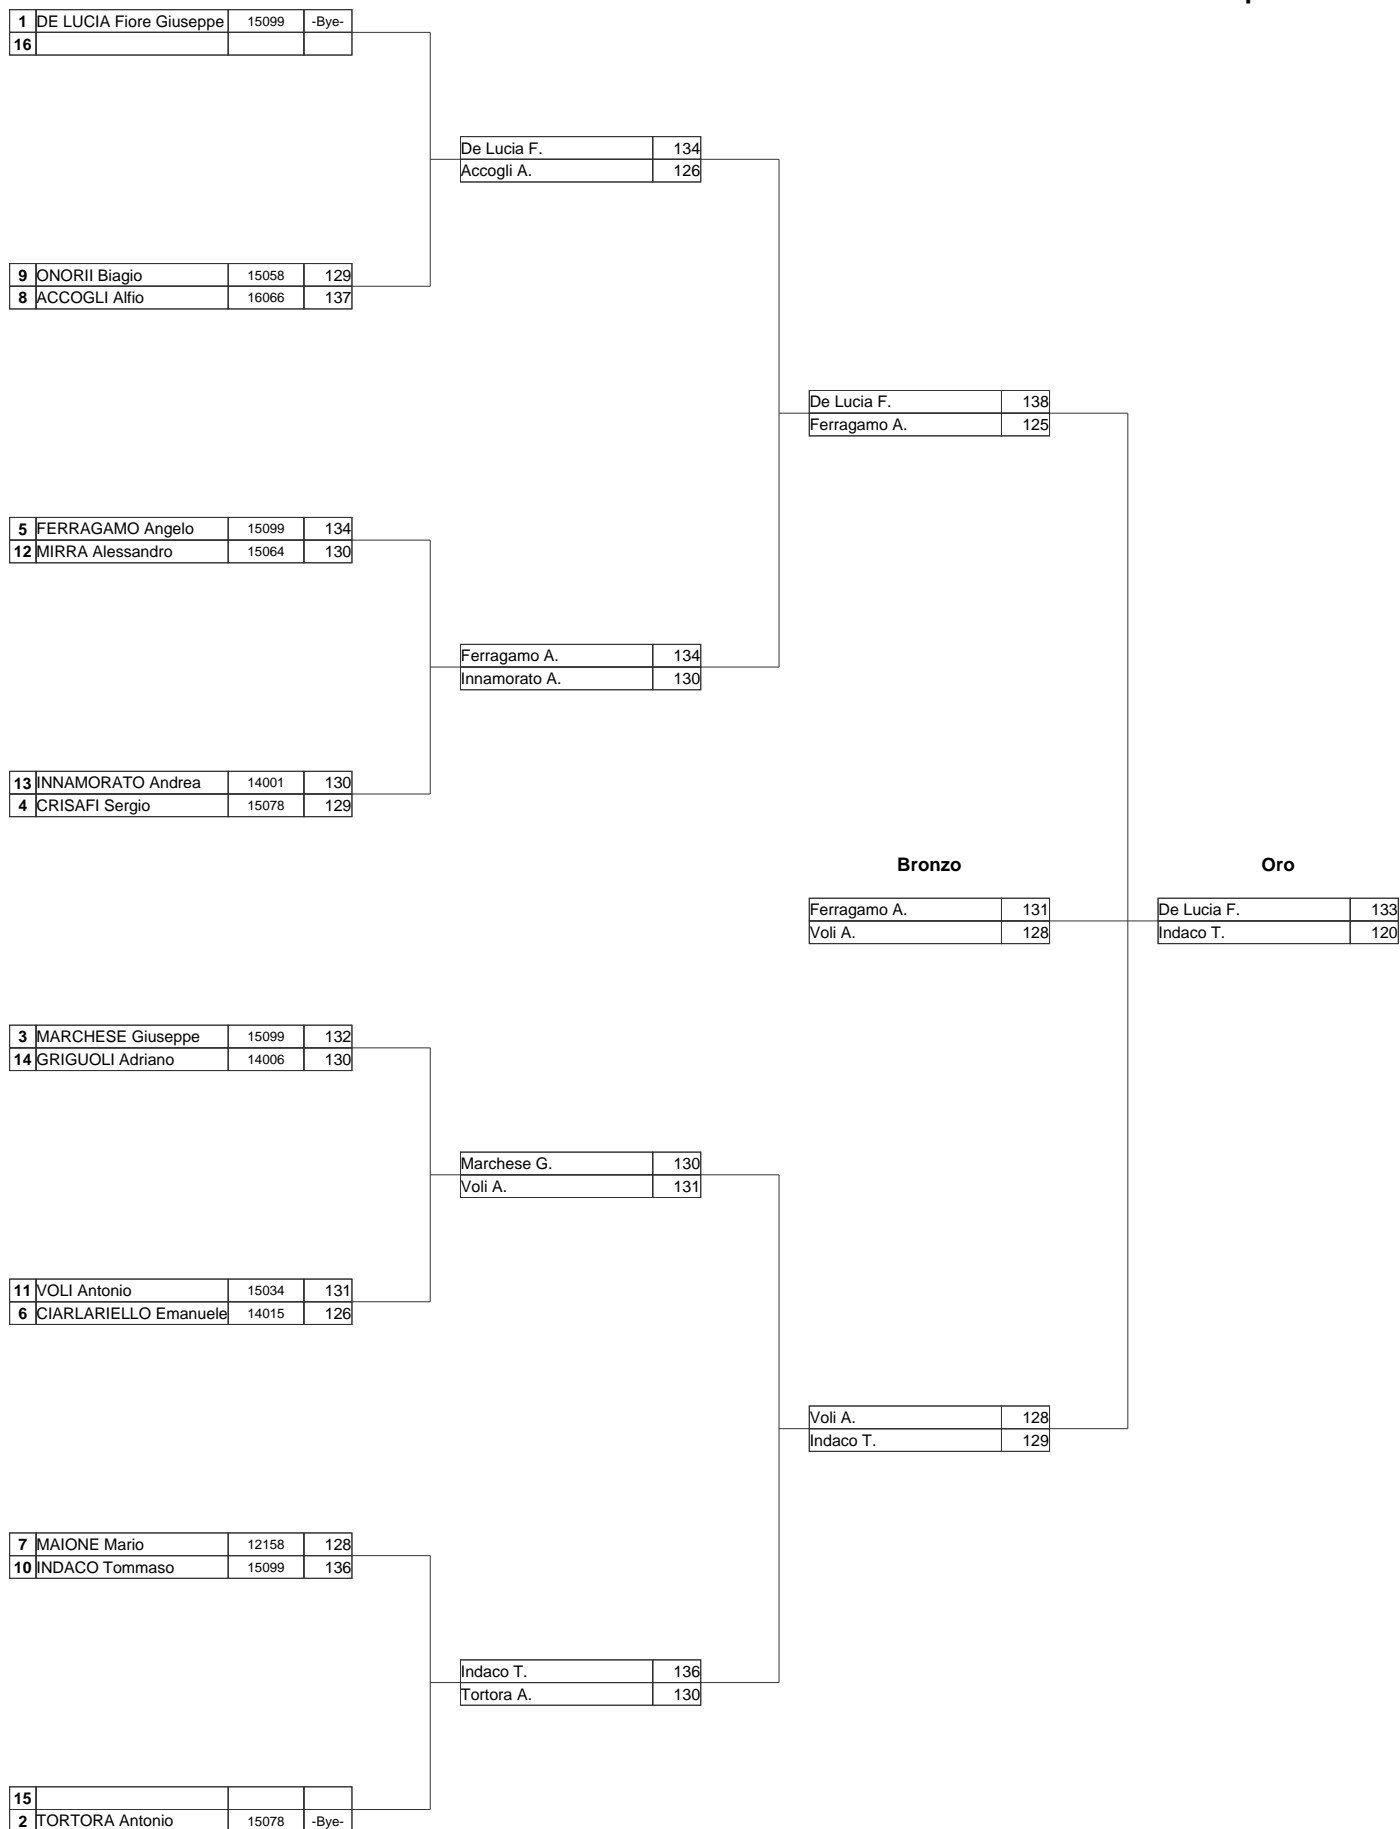 1 DE LUCIA Fiore Giuseppe 15099 -Bye-
16
De Lucia F. 134
Accogli A. 126
9 ONORII Biagio 15058 129
8 ACCOGLI Alfio 16066 137
De Lucia F. 138
Ferragamo A. 125
5 FERRAGAMO Angelo 15099 134
12 MIRRA Alessandro 15064 130
Ferragamo A. 134
Innamorato A. 130
13 INNAMORATO Andrea 14001 130
4 CRISAFI Sergio 15078 129
Bronzo Oro
Ferragamo A. 131 De Lucia F. 133
Voli A. 128 Indaco T. 120
3 MARCHESE Giuseppe 15099 132
14 GRIGUOLI Adriano 14006 130
Marchese G. 130
Voli A. 131
11 VOLI Antonio 15034 131
6 CIARLARIELLO Emanuele 14015 126
Voli A. 128
Indaco T. 129
7 MAIONE Mario 12158 128
10 INDACO Tommaso 15099 136
Indaco T. 136
Tortora A. 130
15
2 TORTORA Antonio 15078 -Bye-